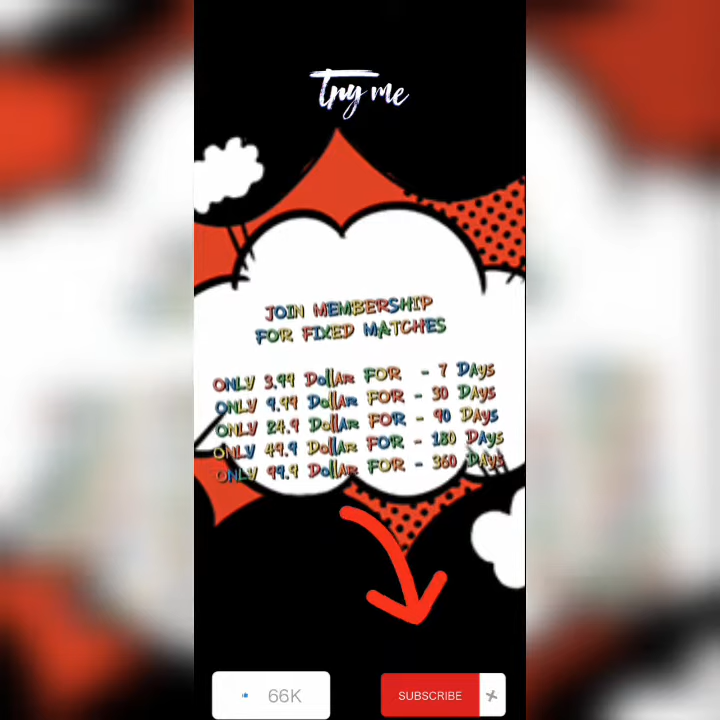 Try me
JOIN MEMBERSHIP
FOR FIXED MATCHES
ONLY 3.99 Dollar FOR - 7 Days
ONLY 9.99 Dollar FOR - 30 Days
ONLY 24.9 Dollar FOR - 90 Days
ONLY 49.9 Dollar FOR - 180 Days
ONLY 99.9 Dollar FOR - 360 Days
66K
SUBSCRIBE